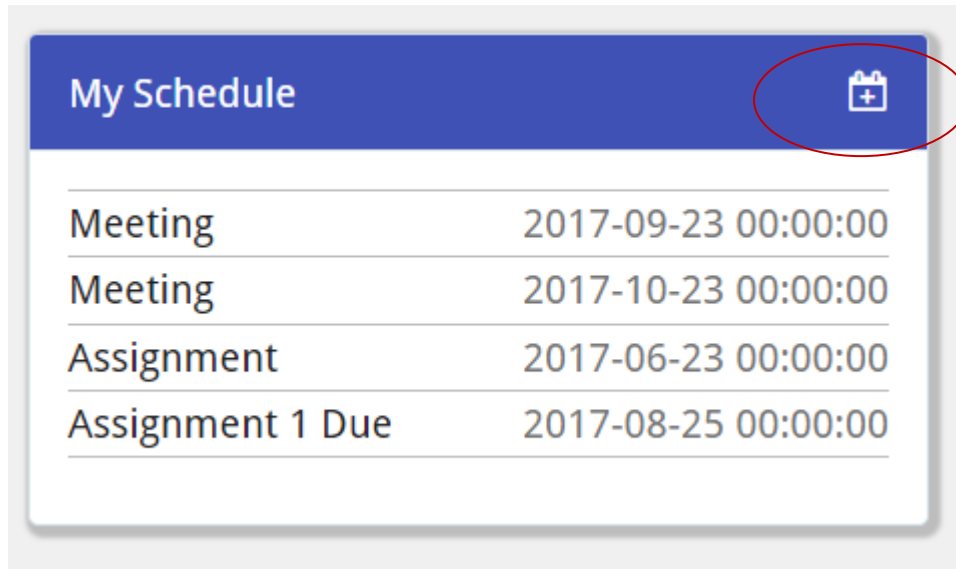 My Schedule
Meeting 2017-09-23 00:00:00
Meeting 2017-10-23 00:00:00
Assignment 2017-06-23 00:00:00
Assignment 1 Due 2017-08-25 00:00:00